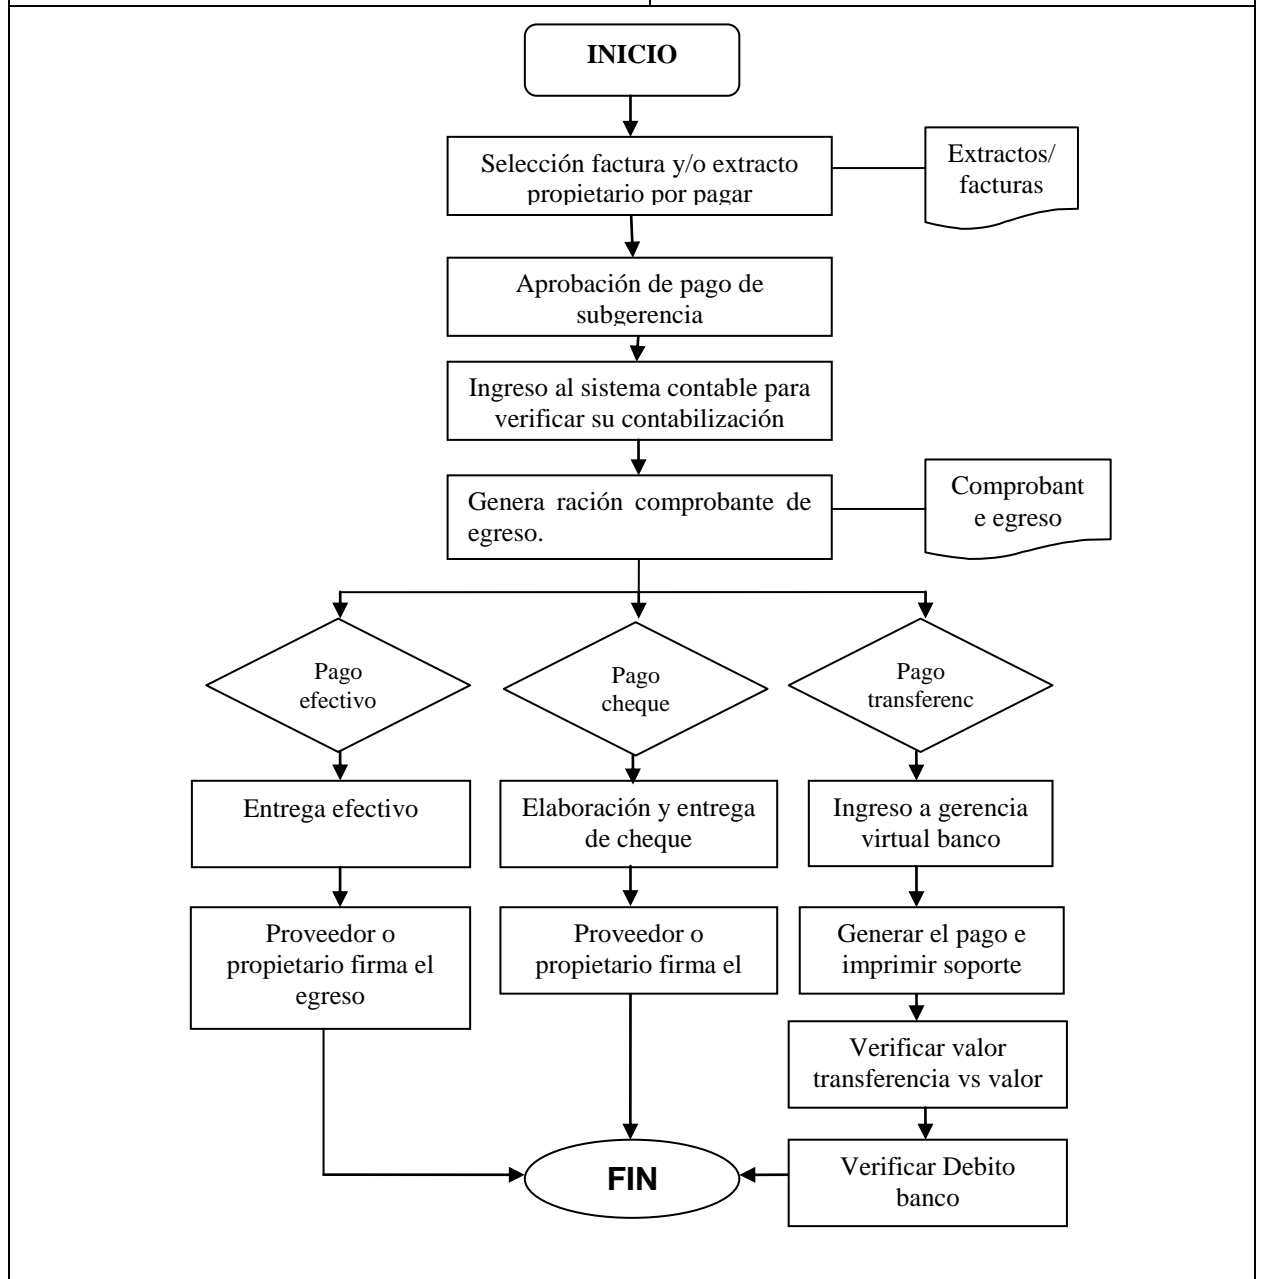 INICIO
Selección factura y/o extracto
propietario por pagar
Extractos/
facturas
Aprobación de pago de
subgerencia
Ingreso al sistema contable para
verificar su contabilización
Genera ración comprobante de
egreso.
Comprobant
e egreso
Pago
efectivo
Pago
cheque
Pago
transferenc
Entrega efectivo
Elaboración y entrega
de cheque
Ingreso a gerencia
virtual banco
Proveedor o
propietario firma el
egreso
Proveedor o
propietario firma el
Generar el pago e
imprimir soporte
Verificar valor
transferencia vs valor
Verificar Debito
banco
FIN